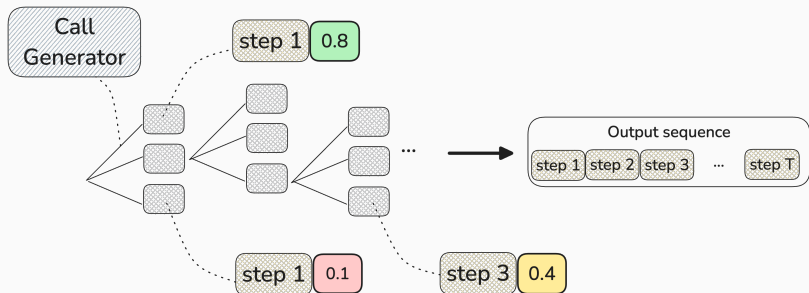 Call
Generator
step 1 0.8
...
Output sequence
step 1 step 2 step 3 ... step T
step 1 0.1
step 3 0.4